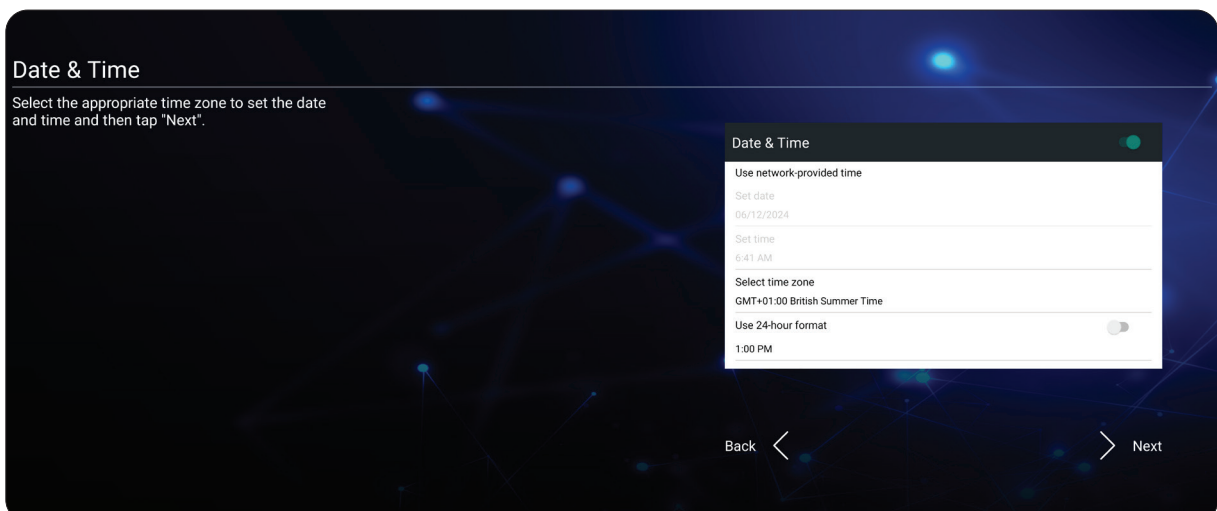 Date & Time
Select the appropriate time zone to set the date
and time and then tap "Next".
Date & Time
Use network-provided time
Set date
06/12/2024
Set time
6:41 AM
Select time zone
GMT+01:00 British Summer Time
Use 24-hour format
1:00 PM
Back
Next